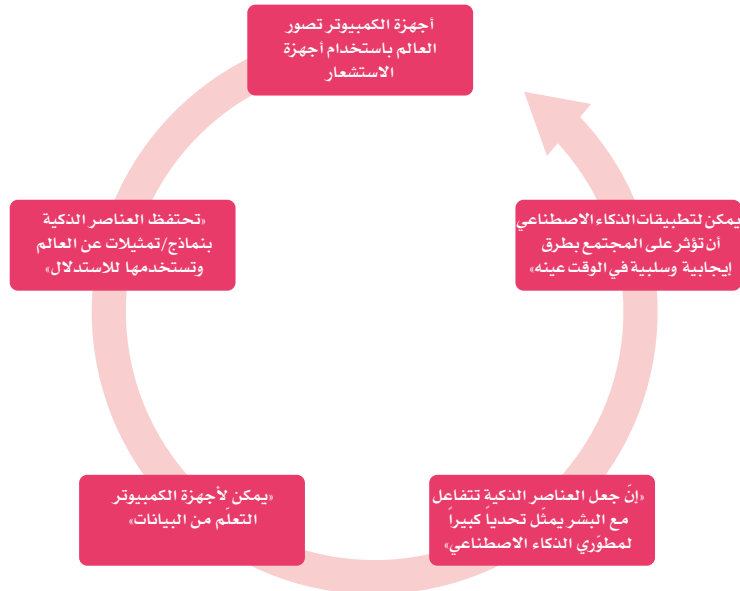 أجهزة الكمبيوتر تصور
العالم باستخدام أجهزة
الاستشعار
«تحتفظ العناصر الذكية
بنماذج/تمثيلات عن العالم
وتستخدمها للاستدلال»
«يمكن لأجهزة الكمبيوتر
التعلّم من البيانات»
«إنّ جعل العناصر الذكية تتفاعل
مع البشر يمثّل تحدياً كبيراً
لمطوّري الذكاء الاصطناعي»
يمكن لتطبيقات الذكاء الاصطناعي
أن تؤثر على المجتمع بطرق
إيجابية وسلبية في الوقت عينه»